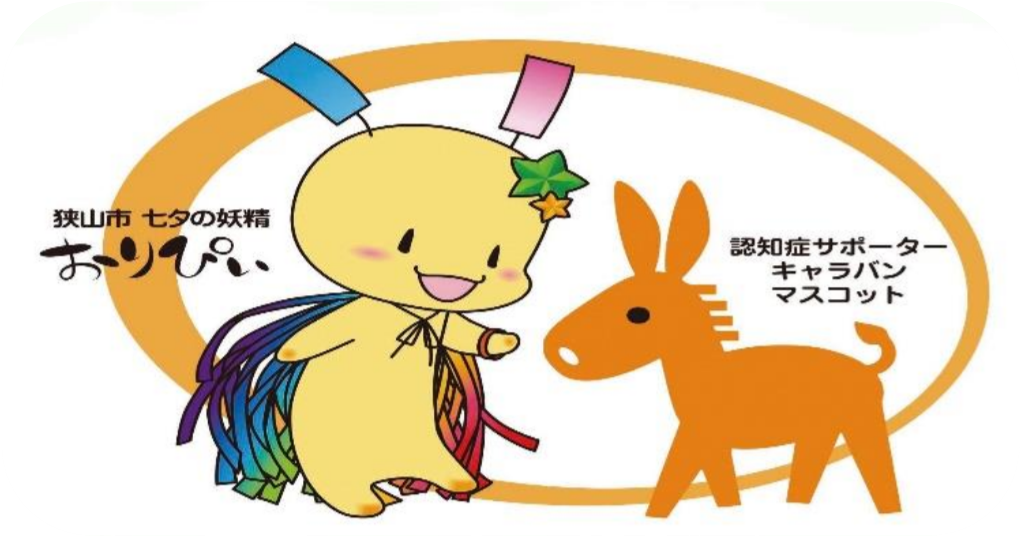 狭山市 七夕の妖精
おりぴぃ
認知症サポーター
キャラバン
マスコット